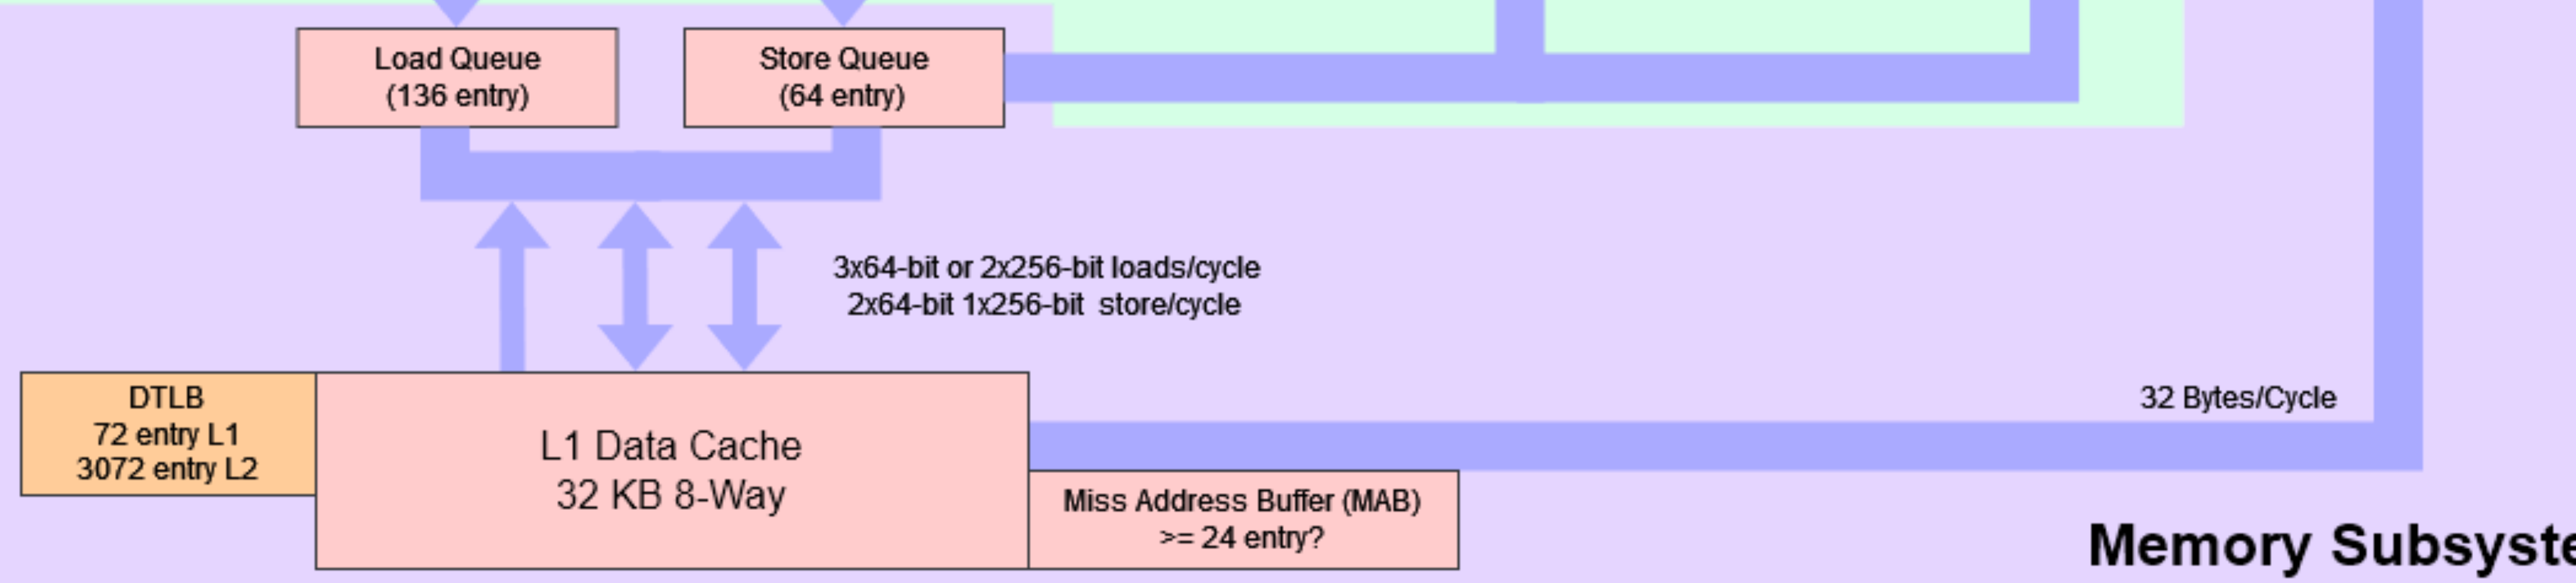 Load Queue
(136 entry)
Store Queue
(64 entry)
3x64-bit or 2x256-bit loads/cycle
2x64-bit 1x256-bit  store/cycle
DTLB
72 entry L1
3072 entry L2
L1 Data Cache
32 KB 8-Way
32 Bytes/Cycle
Miss Address Buffer (MAB)
>= 24 entry?
Memory Subsyste